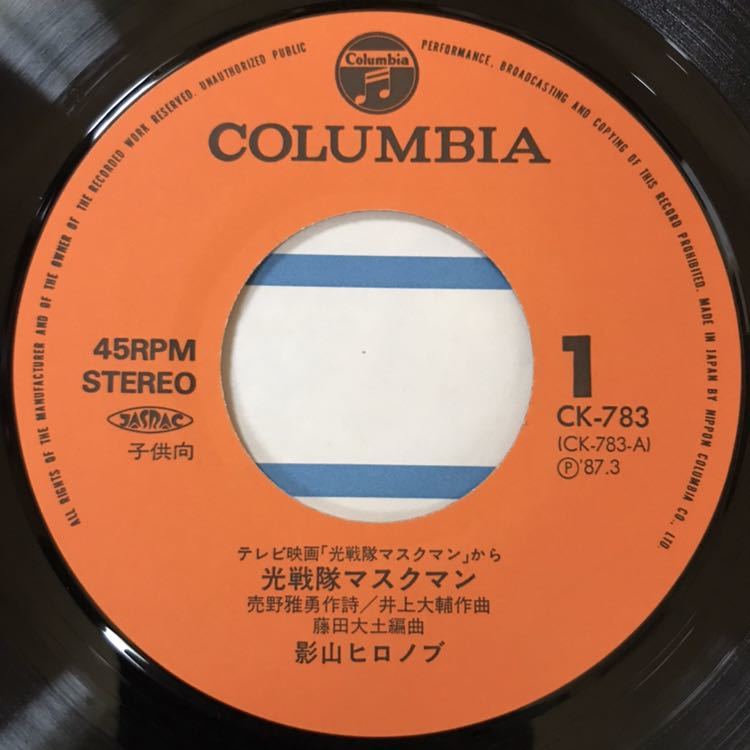 ALL RIGHTS OF THE MANUFACTURER AND OF THE OWNER OF THE RECORDED WORK RESERVED. UNAUTHORIZED PUBLIC PERFORMANCE, BROADCASTING AND COPYING OF THIS RECORD PROHIBITED. MADE IN JAPAN BY NIPPON COLUMBIA CO., LTD.
Columbia
COLUMBIA
45RPM
STEREO
JASRAC
子供向
1
CK-783
(CK-783-A)
Ⓟ'87.3
テレビ映画「光戦隊マスクマン」から
光戦隊マスクマン
売野雅勇作詩／井上大輔作曲
藤田大土編曲
影山ヒロノブ